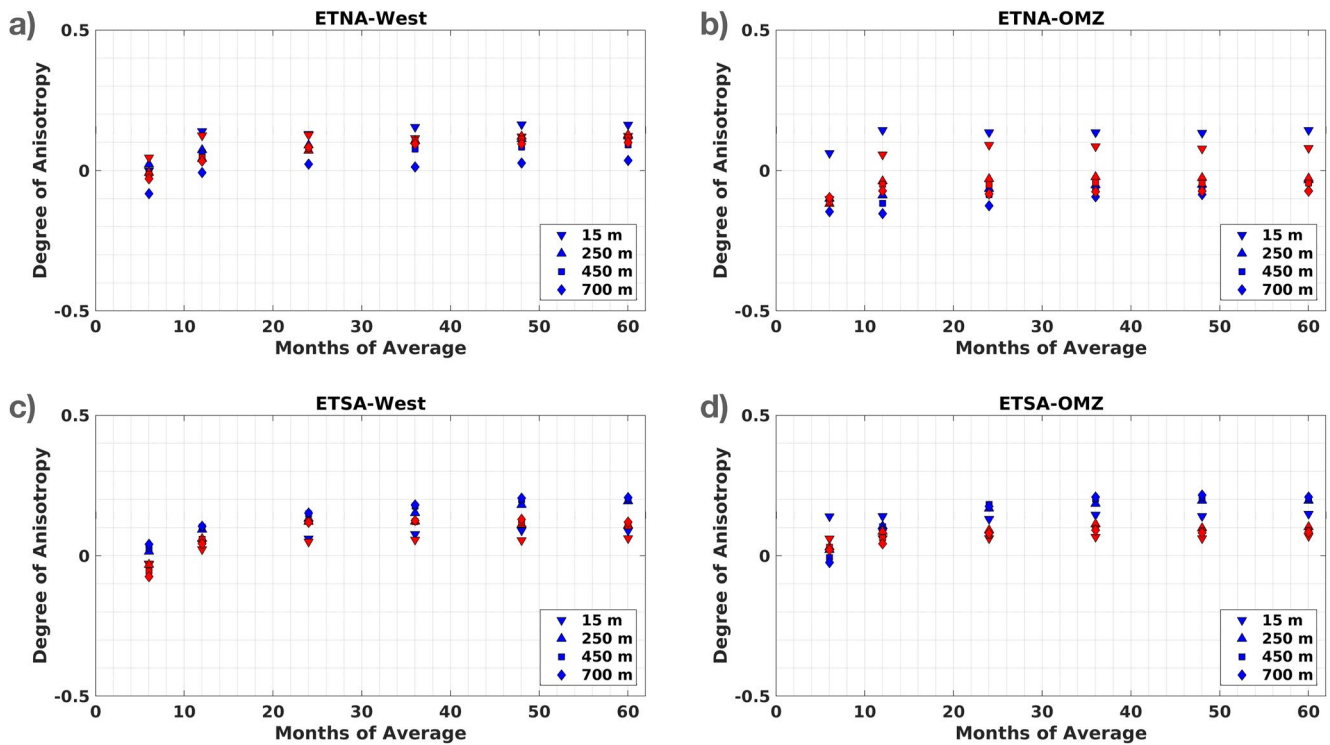 a)
ETNA-West
0.5
0
-0.5
Degree of Anisotropy
0 10 20 30 40 50 60
Months of Average
15 m
250 m
450 m
700 m
b)
ETNA-OMZ
0.5
0
-0.5
Degree of Anisotropy
0 10 20 30 40 50 60
Months of Average
15 m
250 m
450 m
700 m
c)
ETSA-West
0.5
0
-0.5
Degree of Anisotropy
0 10 20 30 40 50 60
Months of Average
15 m
250 m
450 m
700 m
d)
ETSA-OMZ
0.5
0
-0.5
Degree of Anisotropy
0 10 20 30 40 50 60
Months of Average
15 m
250 m
450 m
700 m